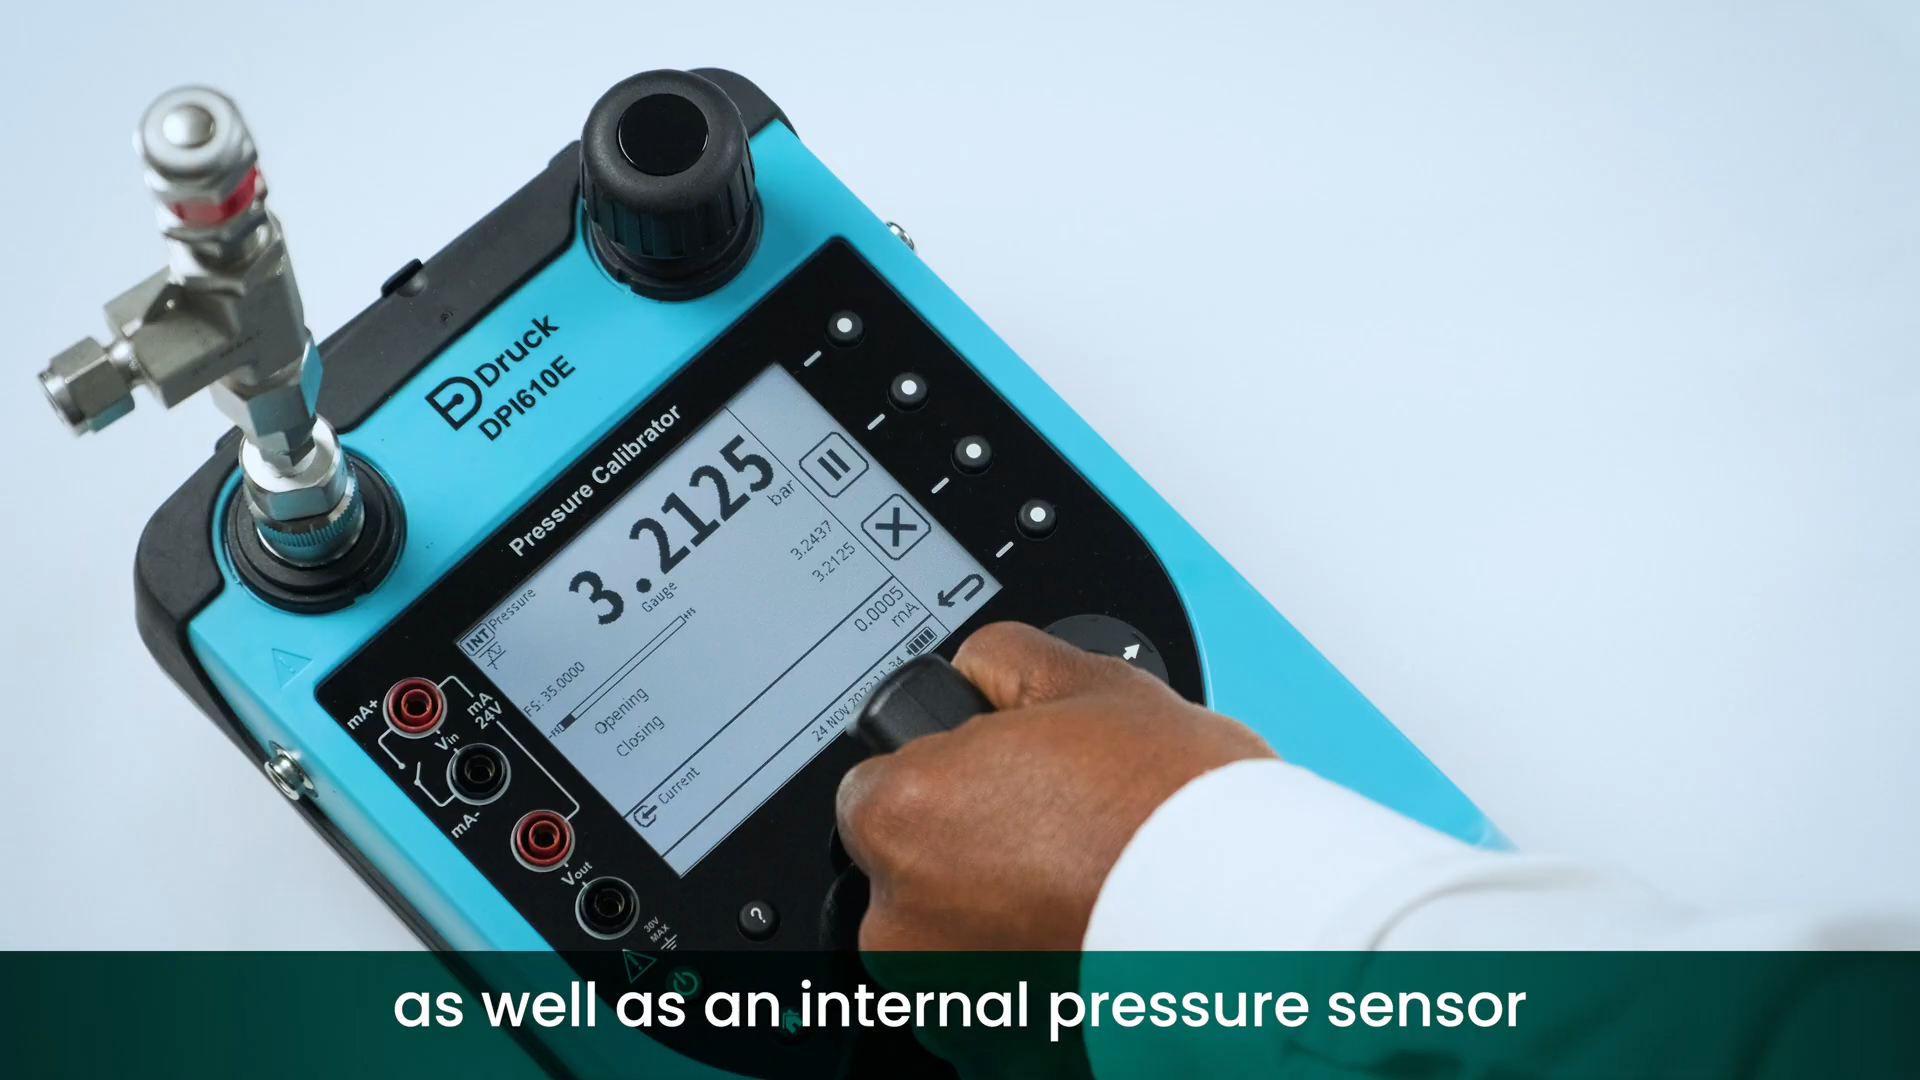 Druck
DPI610E
Pressure Calibrator
INT Pressure
3.2125
bar
Gauge
FS: 35.0000
Opening
3.2437
Closing
3.2125
Current
0.0005
mA
24 NOV 2022 11:34
mA+
mA
24V
Vin
mA-
Vout
30V
MAX
?
as well as an internal pressure sensor